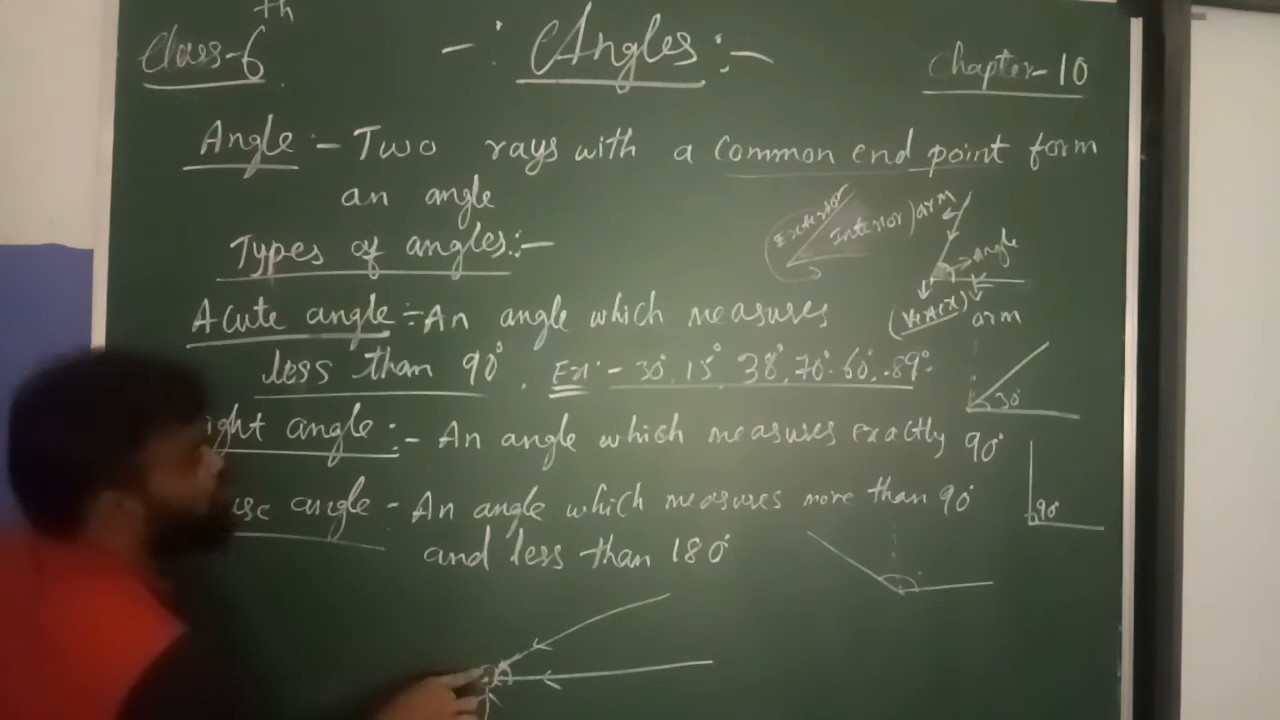 Class-6th
-: Angles :-
Chapter-10
Angle :- Two rays with a common end point form
an angle
Types of angles:-
Exterior
Interior
arm
angle
(Vertex)
arm
Acute angle :- An angle which measures
less than 90°. Ex:- 30°, 15°, 38°, 70°. 60°, .89°.
30°
ight angle:- An angle which measures exactly 90°
90°
use angle - An angle which measures more than 90°
and less than 180°